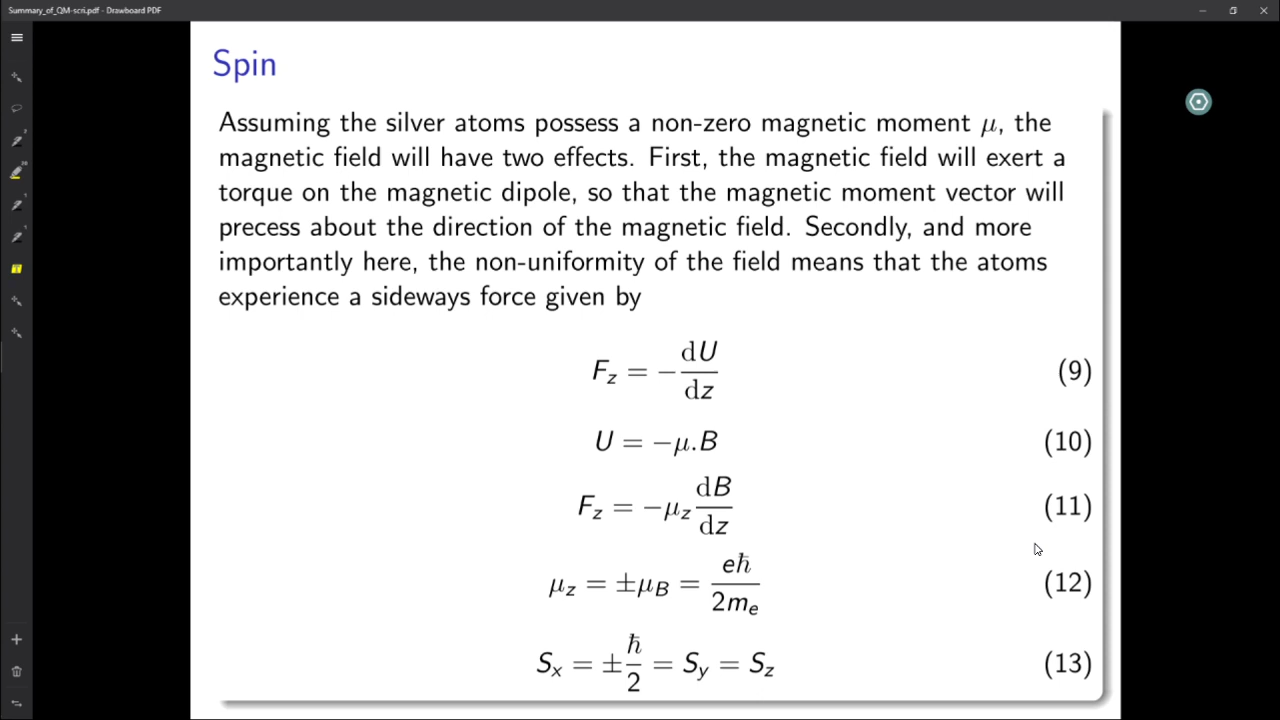 Summary_of_QM-scri.pdf - Drawboard PDF
Spin
Assuming the silver atoms possess a non-zero magnetic moment μ, the
magnetic field will have two effects. First, the magnetic field will exert a
torque on the magnetic dipole, so that the magnetic moment vector will
precess about the direction of the magnetic field. Secondly, and more
importantly here, the non-uniformity of the field means that the atoms
experience a sideways force given by
F_z = −dU/dz (9)
U = −μ.B (10)
F_z = −μ_z dB/dz (11)
μ_z = ±μ_B = eħ/2m_e (12)
S_x = ±ħ/2 = S_y = S_z (13)